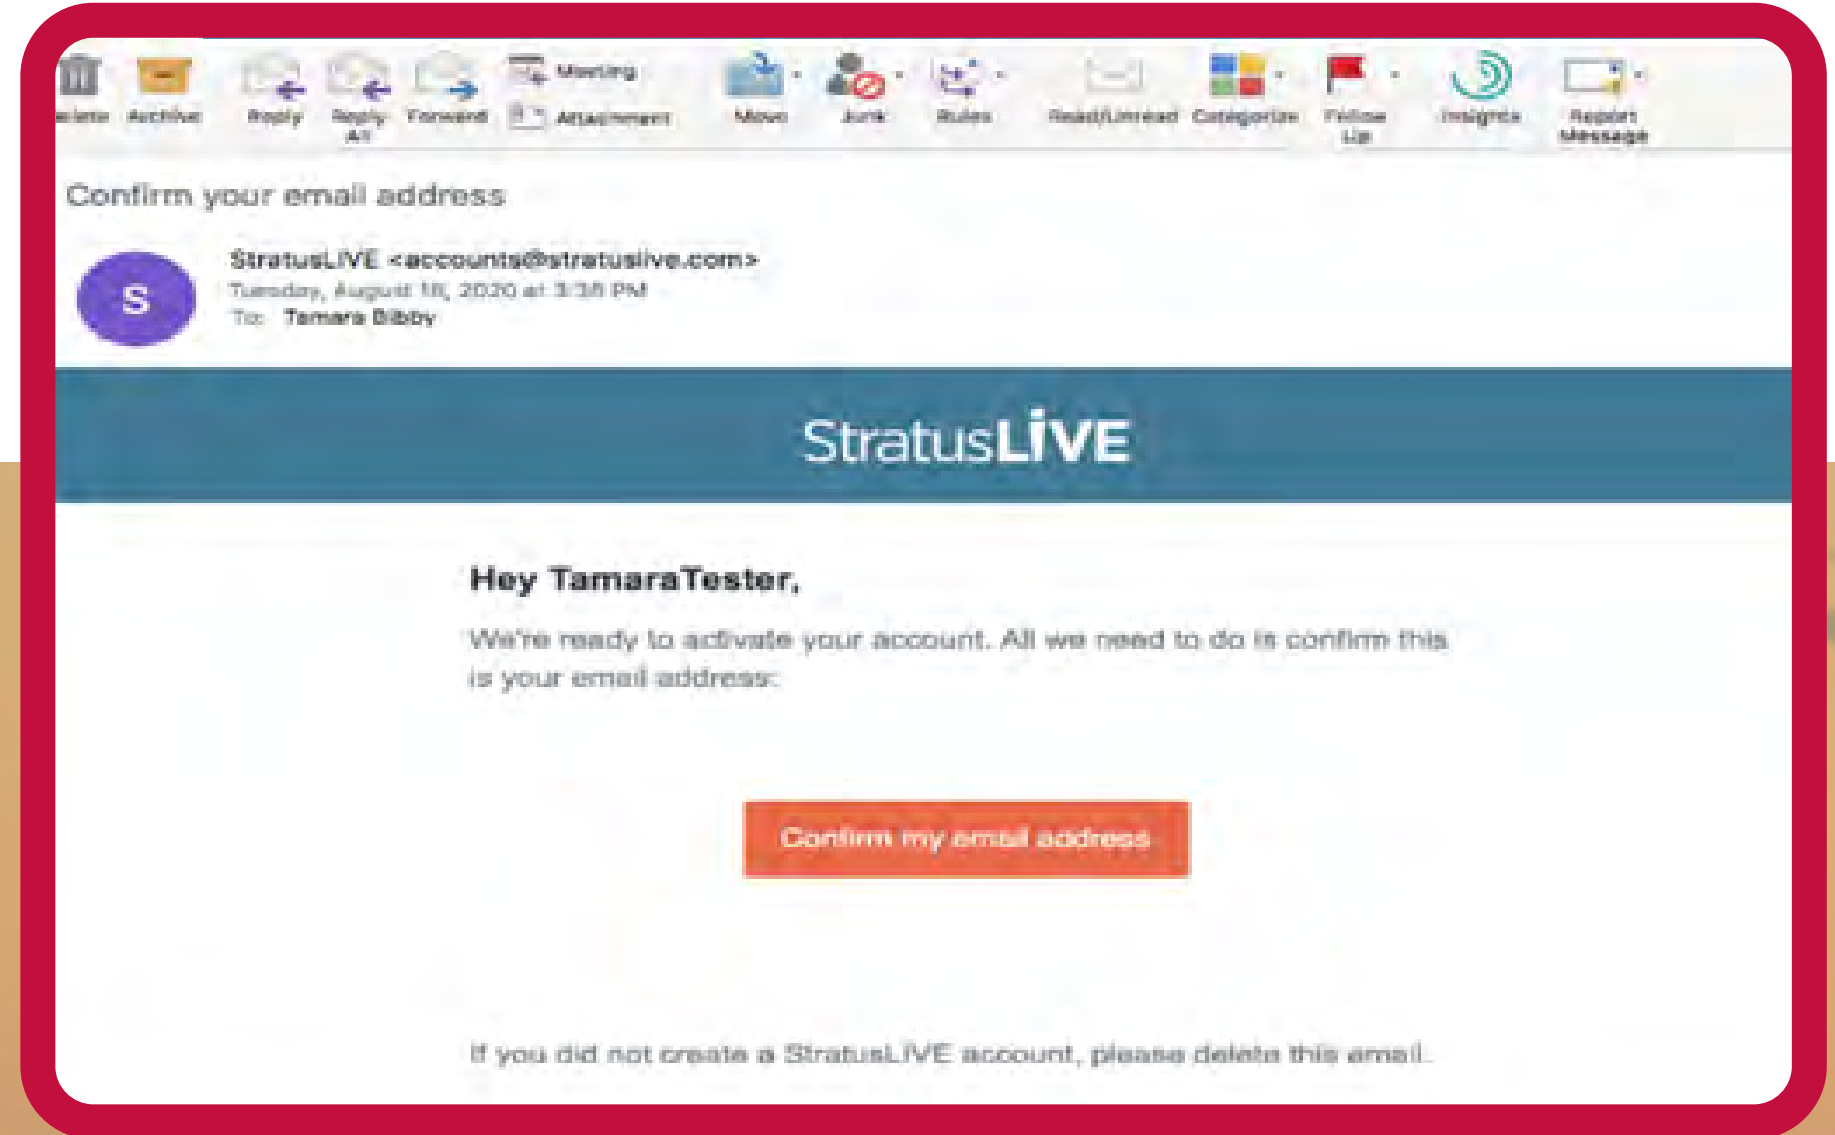 Delete Archive Reply Reply All Forward Meeting Attachment Move Junk Rules Read/Unread Categorize Follow Up Insights Report Message
Confirm your email address
S
StratusLIVE <accounts@stratuslive.com>
Tuesday, August 18, 2020 at 3:38 PM
To: Tamara Bibby
StratusLIVE
Hey TamaraTester,
We're ready to activate your account. All we need to do is confirm this
is your email address:
Confirm my email address
If you did not create a StratusLIVE account, please delete this email.